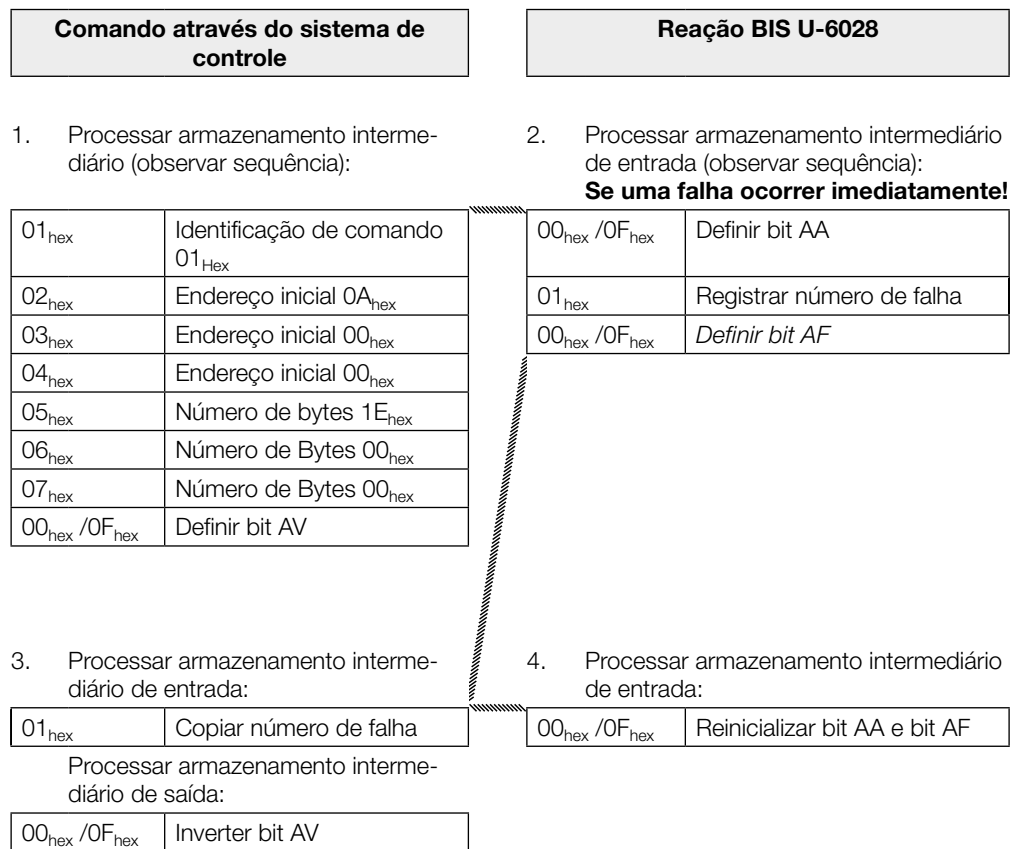 Comando através do sistema de
controle
Reação BIS U-6028
1. Processar armazenamento interme-
diário (observar sequência):
01hex Identificação de comando
01Hex
02hex Endereço inicial 0Ahex
03hex Endereço inicial 00hex
04hex Endereço inicial 00hex
05hex Número de bytes 1Ehex
06hex Número de Bytes 00hex
07hex Número de Bytes 00hex
00hex /0Fhex Definir bit AV
2. Processar armazenamento intermediário
de entrada (observar sequência):
Se uma falha ocorrer imediatamente!
00hex /0Fhex Definir bit AA
01hex Registrar número de falha
00hex /0Fhex Definir bit AF
3. Processar armazenamento interme-
diário de entrada:
01hex Copiar número de falha
Processar armazenamento interme-
diário de saída:
00hex /0Fhex Inverter bit AV
4. Processar armazenamento intermediário
de entrada:
00hex /0Fhex Reinicializar bit AA e bit AF